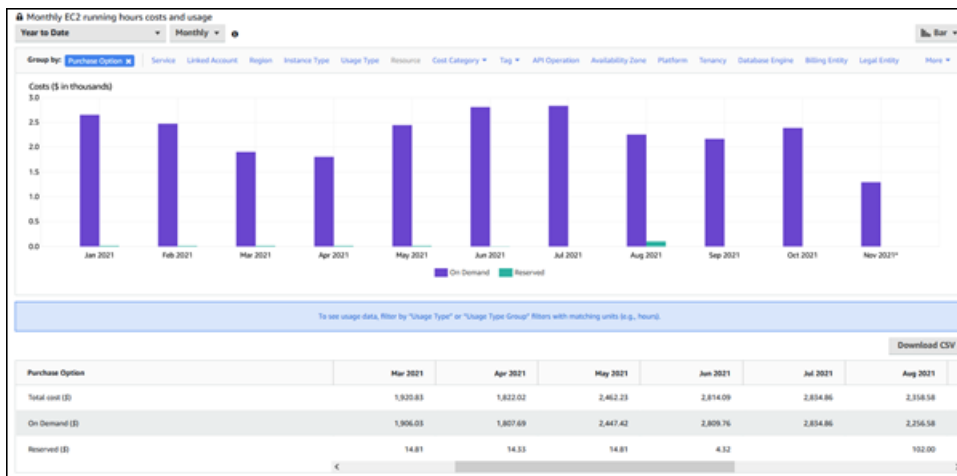 Monthly EC2 running hours costs and usage
Year to Date Monthly Bar
Group by: Purchase Option Service Linked Account Region Instance Type Usage Type Resource Cost Category Tag API Operation Availability Zone Platform Tenancy Database Engine Billing Entity Legal Entity More
Costs ($ in thousands)
3.0
2.5
2.0
1.5
1.0
0.5
0.0
Jan 2021 Feb 2021 Mar 2021 Apr 2021 May 2021 Jun 2021 Jul 2021 Aug 2021 Sep 2021 Oct 2021 Nov 2021*
On Demand Reserved
To see usage data, filter by "Usage Type" or "Usage Type Group" filters with matching units (e.g., hours).
Download CSV
Purchase Option Mar 2021 Apr 2021 May 2021 Jun 2021 Jul 2021 Aug 2021
Total cost ($) 1,920.83 1,822.02 2,462.23 2,814.09 2,834.86 2,358.58
On Demand ($) 1,906.03 1,807.69 2,447.42 2,809.76 2,834.86 2,256.58
Reserved ($) 14.81 14.33 14.81 4.32 102.00